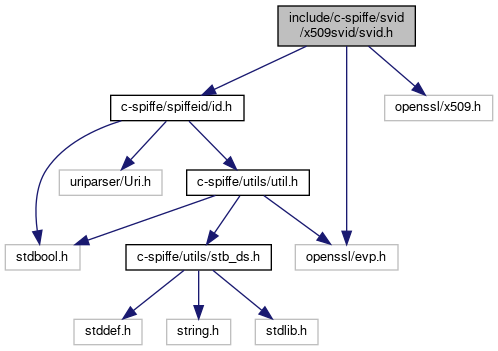 include/c-spiffe/svid
/x509svid/svid.h
c-spiffe/spiffeid/id.h
openssl/x509.h
uriparser/Uri.h
c-spiffe/utils/util.h
stdbool.h
c-spiffe/utils/stb_ds.h
openssl/evp.h
stddef.h
string.h
stdlib.h